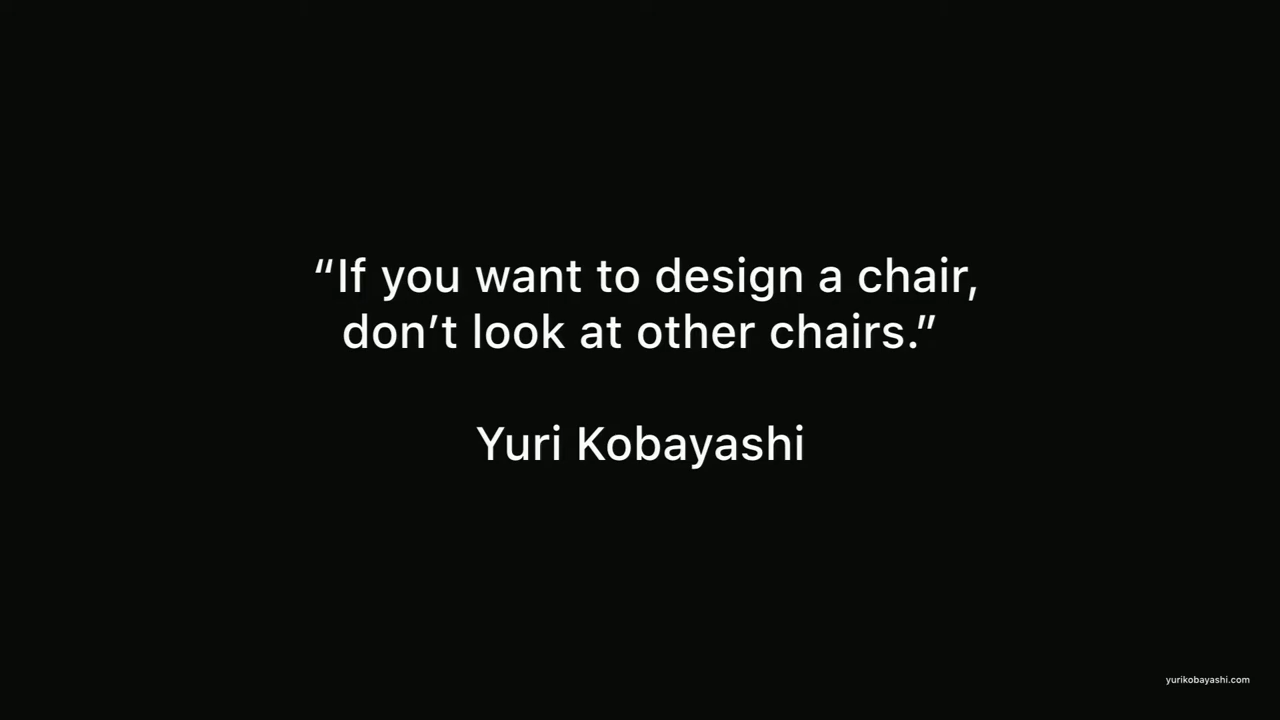 “If you want to design a chair,
don’t look at other chairs.”
Yuri Kobayashi
yurikobayashi.com